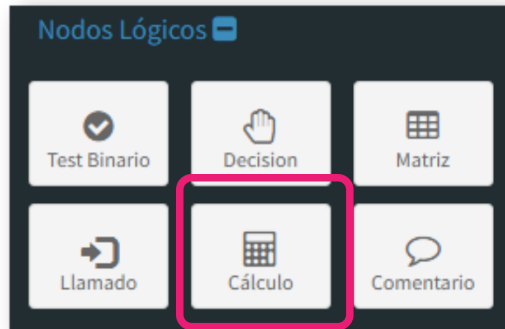 Nodos Lógicos
Test Binario
Decision
Matriz
Llamado
Cálculo
Comentario